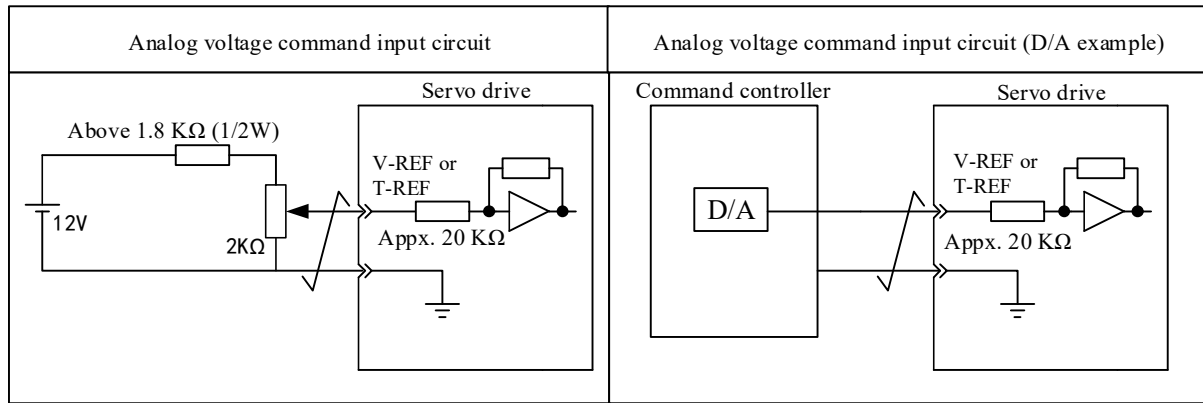 Analog voltage command input circuit
Analog voltage command input circuit (D/A example)
Servo drive
Above 1.8 KΩ (1/2W)
V-REF or
T-REF
12V
2KΩ
Appx. 20 KΩ
Command controller
Servo drive
V-REF or
T-REF
D/A
Appx. 20 KΩ